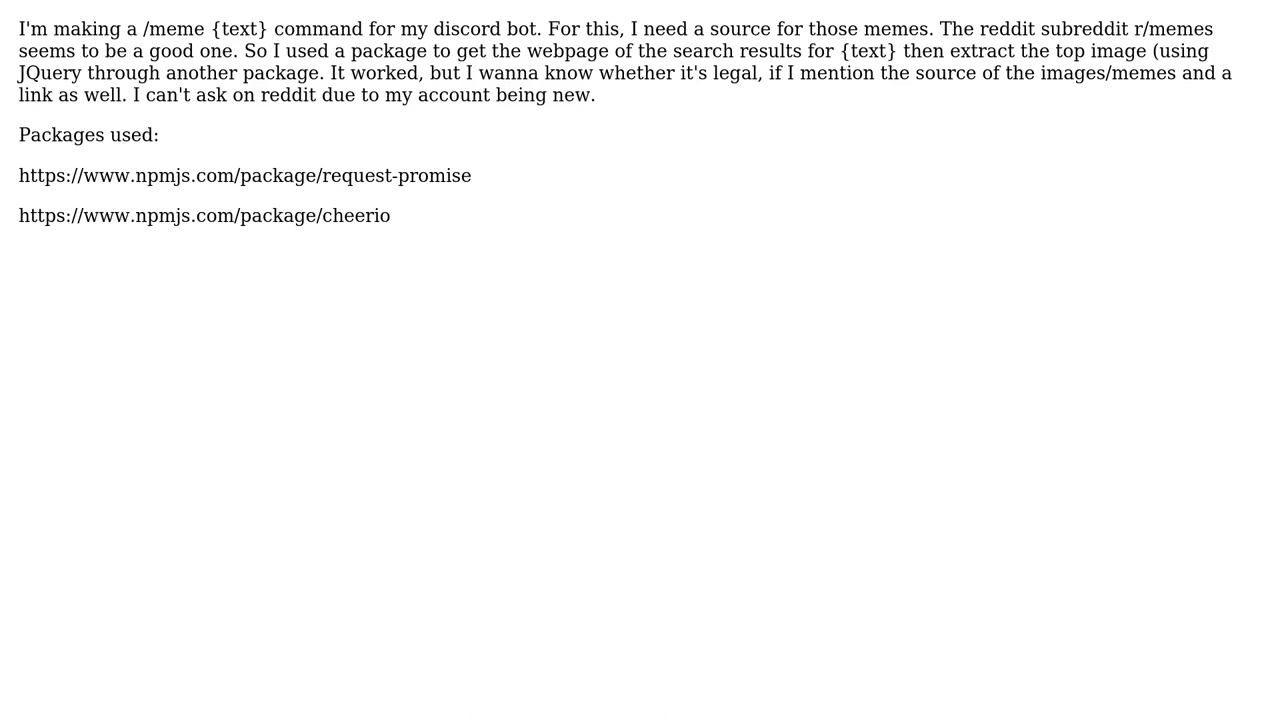 I'm making a /meme {text} command for my discord bot. For this, I need a source for those memes. The reddit subreddit r/memes
seems to be a good one. So I used a package to get the webpage of the search results for {text} then extract the top image (using
JQuery through another package. It worked, but I wanna know whether it's legal, if I mention the source of the images/memes and a
link as well. I can't ask on reddit due to my account being new.
Packages used:
https://www.npmjs.com/package/request-promise
https://www.npmjs.com/package/cheerio